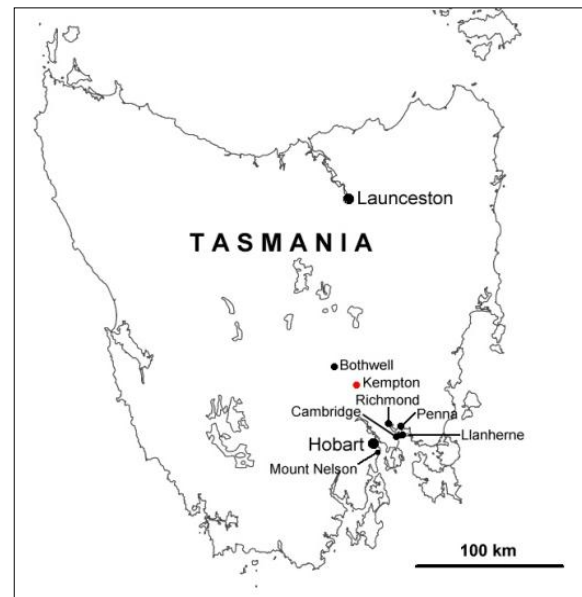 Launceston
TASMANIA
Bothwell
Kempton
Richmond
Cambridge
Penna
Hobart
Llanherne
Mount Nelson
100 km